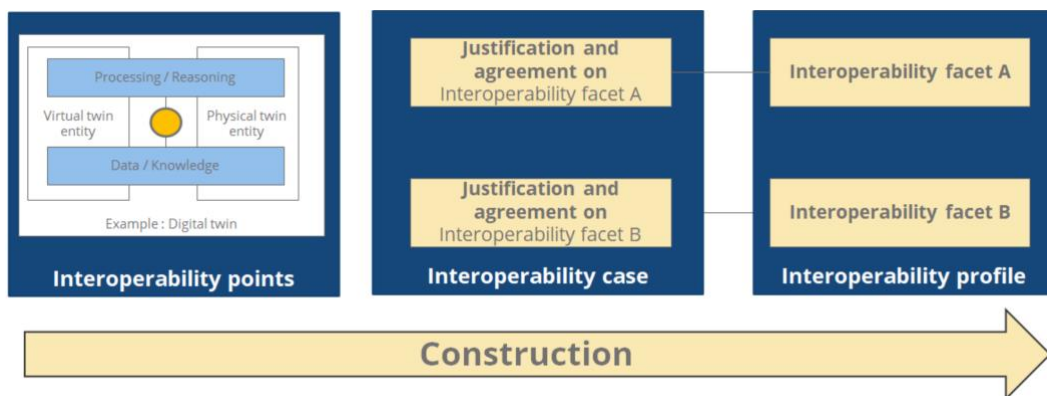 Processing / Reasoning
Virtual twin
entity
Physical twin
entity
Data / Knowledge
Example : Digital twin
Interoperability points
Justification and
agreement on
Interoperability facet A
Justification and
agreement on
Interoperability facet B
Interoperability case
Interoperability facet A
Interoperability facet B
Interoperability profile
Construction